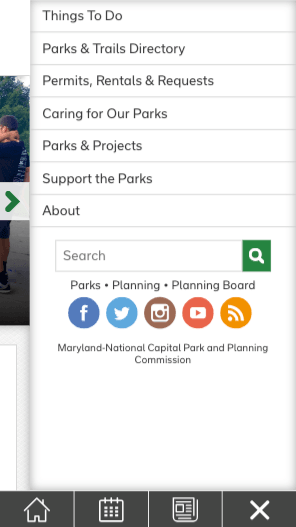 Things To Do
Parks & Trails Directory
Permits, Rentals & Requests
Caring for Our Parks
Parks & Projects
Support the Parks
About
Search
Parks • Planning • Planning Board
Maryland-National Capital Park and Planning
Commission